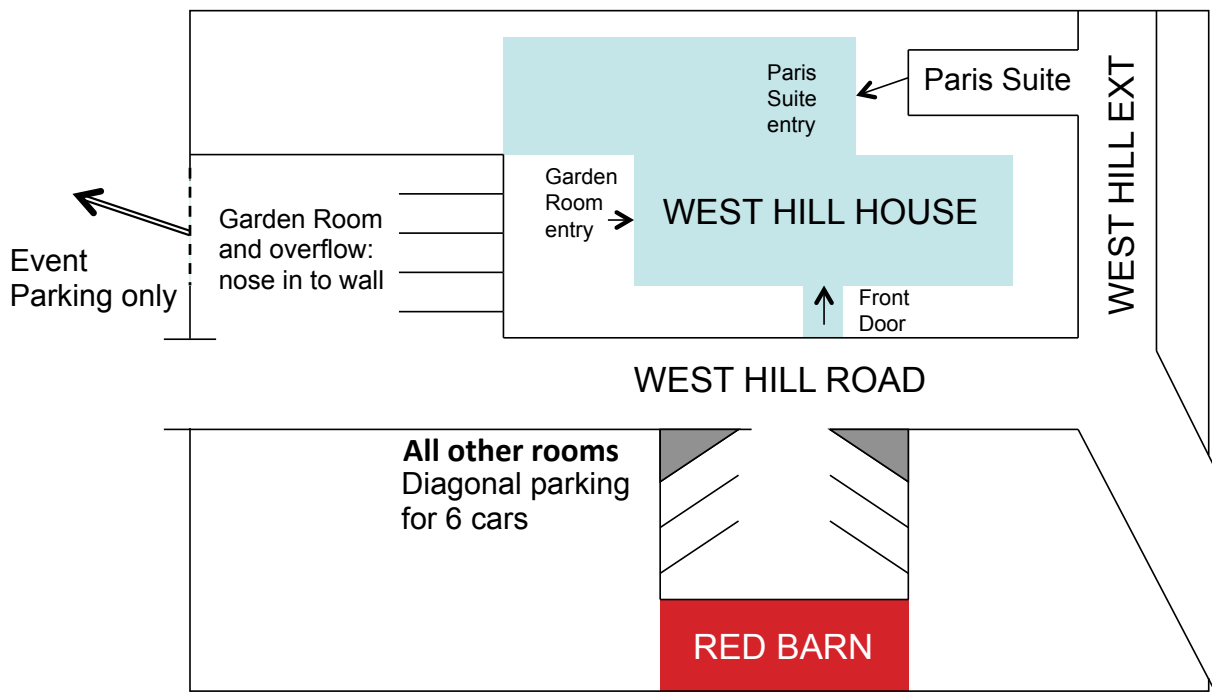 Paris
Suite
entry
Paris Suite
WEST HILL EXT
Garden
Room
entry
WEST HILL HOUSE
Garden Room
and overflow:
nose in to wall
Event
Parking only
Front
Door
WEST HILL ROAD
All other rooms
Diagonal parking
for 6 cars
RED BARN